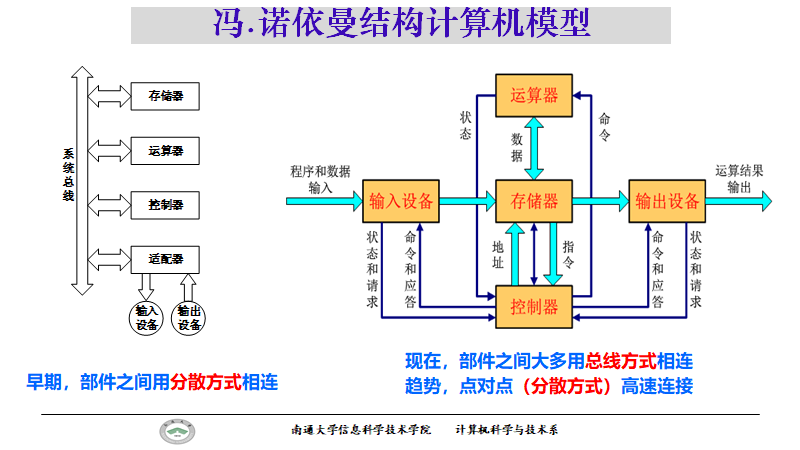 冯.诺依曼结构计算机模型
系统总线
存储器
运算器
控制器
适配器
输入
设备
输出
设备
早期，部件之间用分散方式相连
运算器
状态
命令
数据
程序和数据
输入
输入设备
存储器
输出设备
运算结果
输出
状态和请求
命令和应答
地址
指令
命令和应答
状态和请求
控制器
现在，部件之间大多用总线方式相连
趋势，点对点（分散方式）高速连接
南通大学信息科学技术学院 计算机科学与技术系